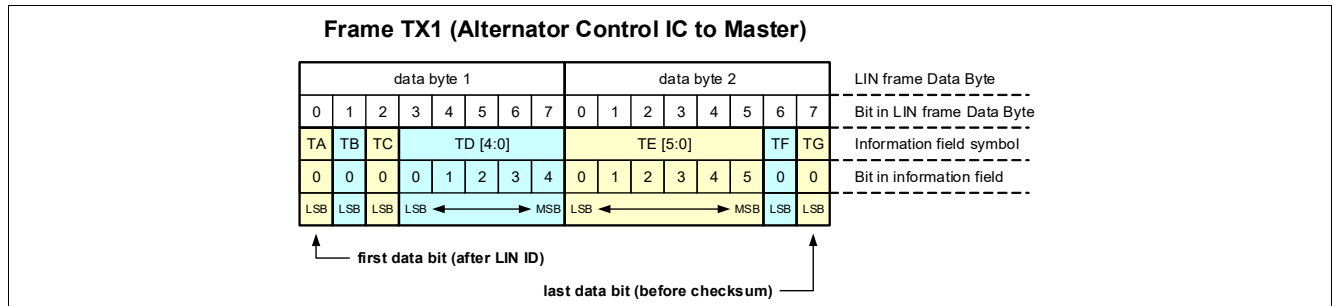 Frame TX1 (Alternator Control IC to Master)
data byte 1 data byte 2 LIN frame Data Byte
0 1 2 3 4 5 6 7 0 1 2 3 4 5 6 7 Bit in LIN frame Data Byte
TA TB TC TD [4:0] TE [5:0] TF TG Information field symbol
0 0 0 0 1 2 3 4 0 1 2 3 4 5 0 0 Bit in information field
LSB LSB LSB LSB MSB LSB MSB LSB LSB
first data bit (after LIN ID)
last data bit (before checksum)